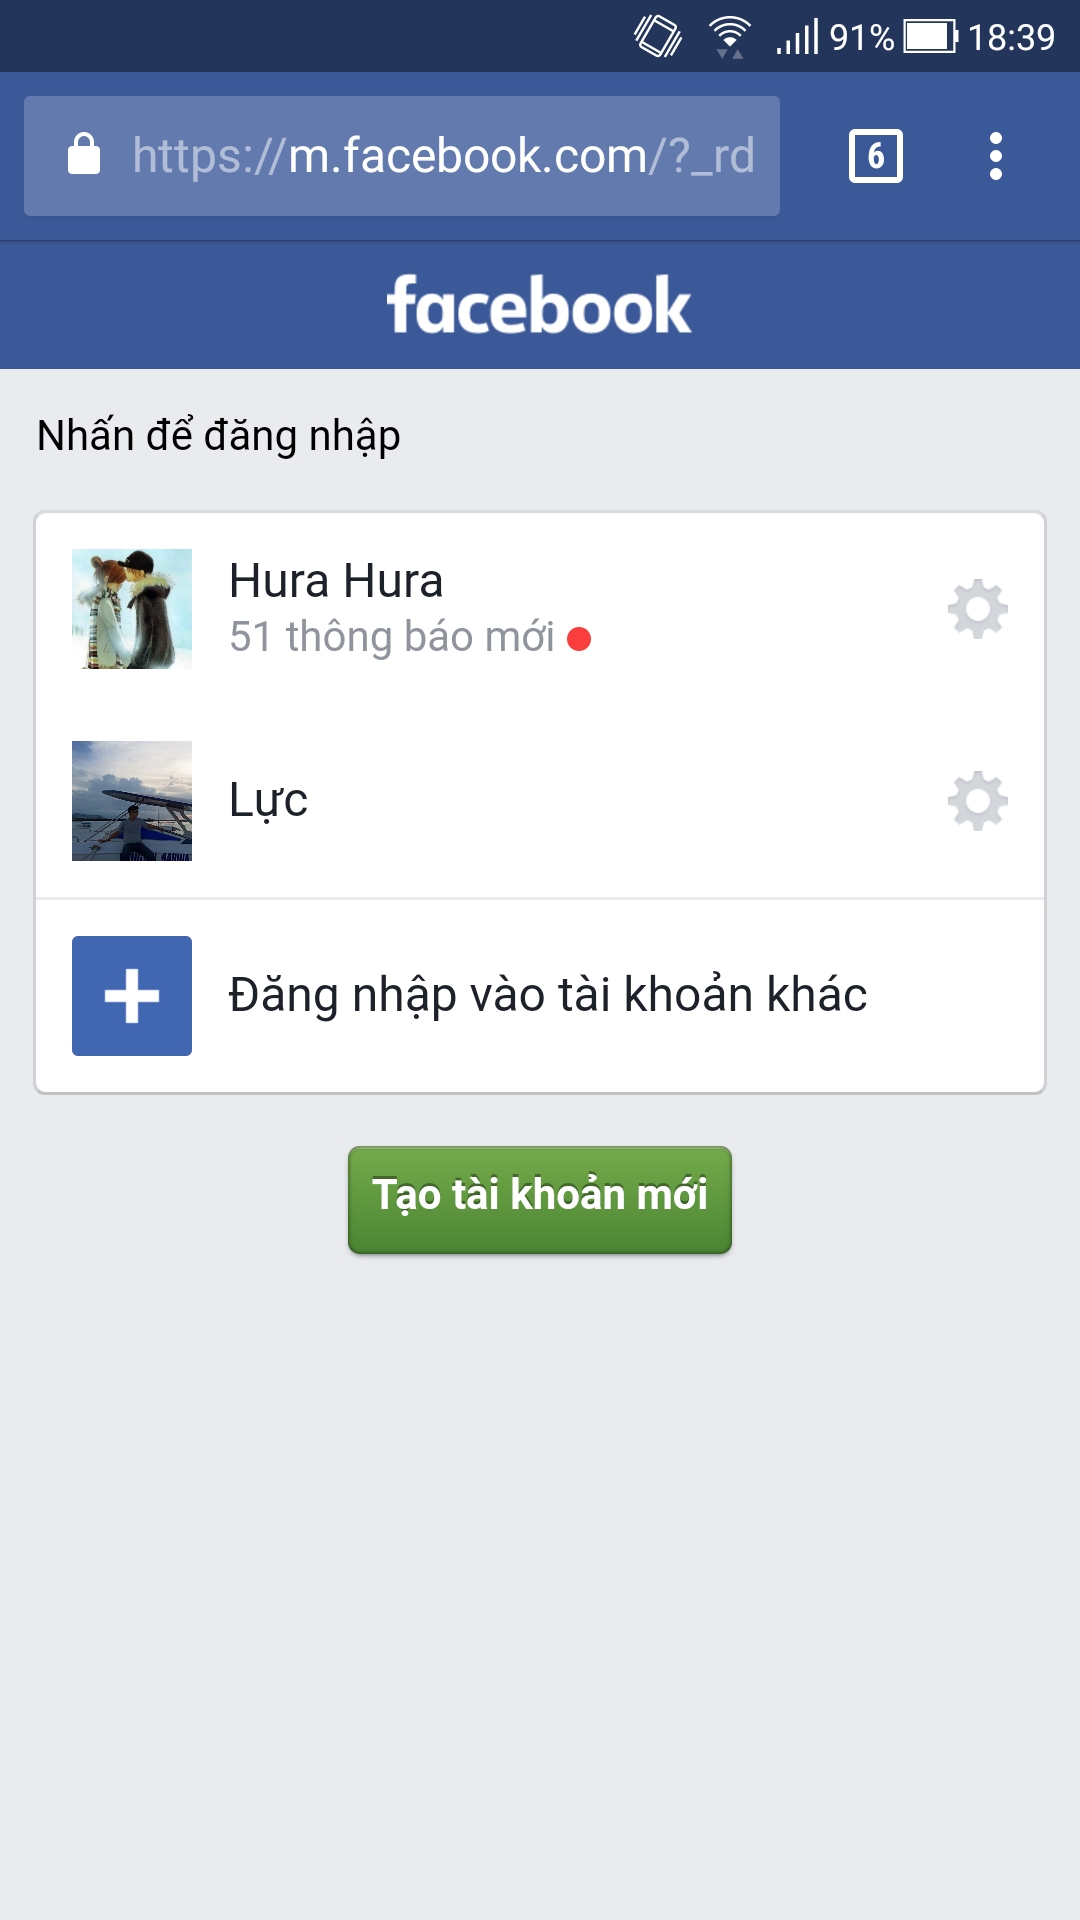 91% 18:39
https://m.facebook.com/?_rd
6
facebook
Nhấn để đăng nhập
Hura Hura
51 thông báo mới
Lực
Đăng nhập vào tài khoản khác
Tạo tài khoản mới